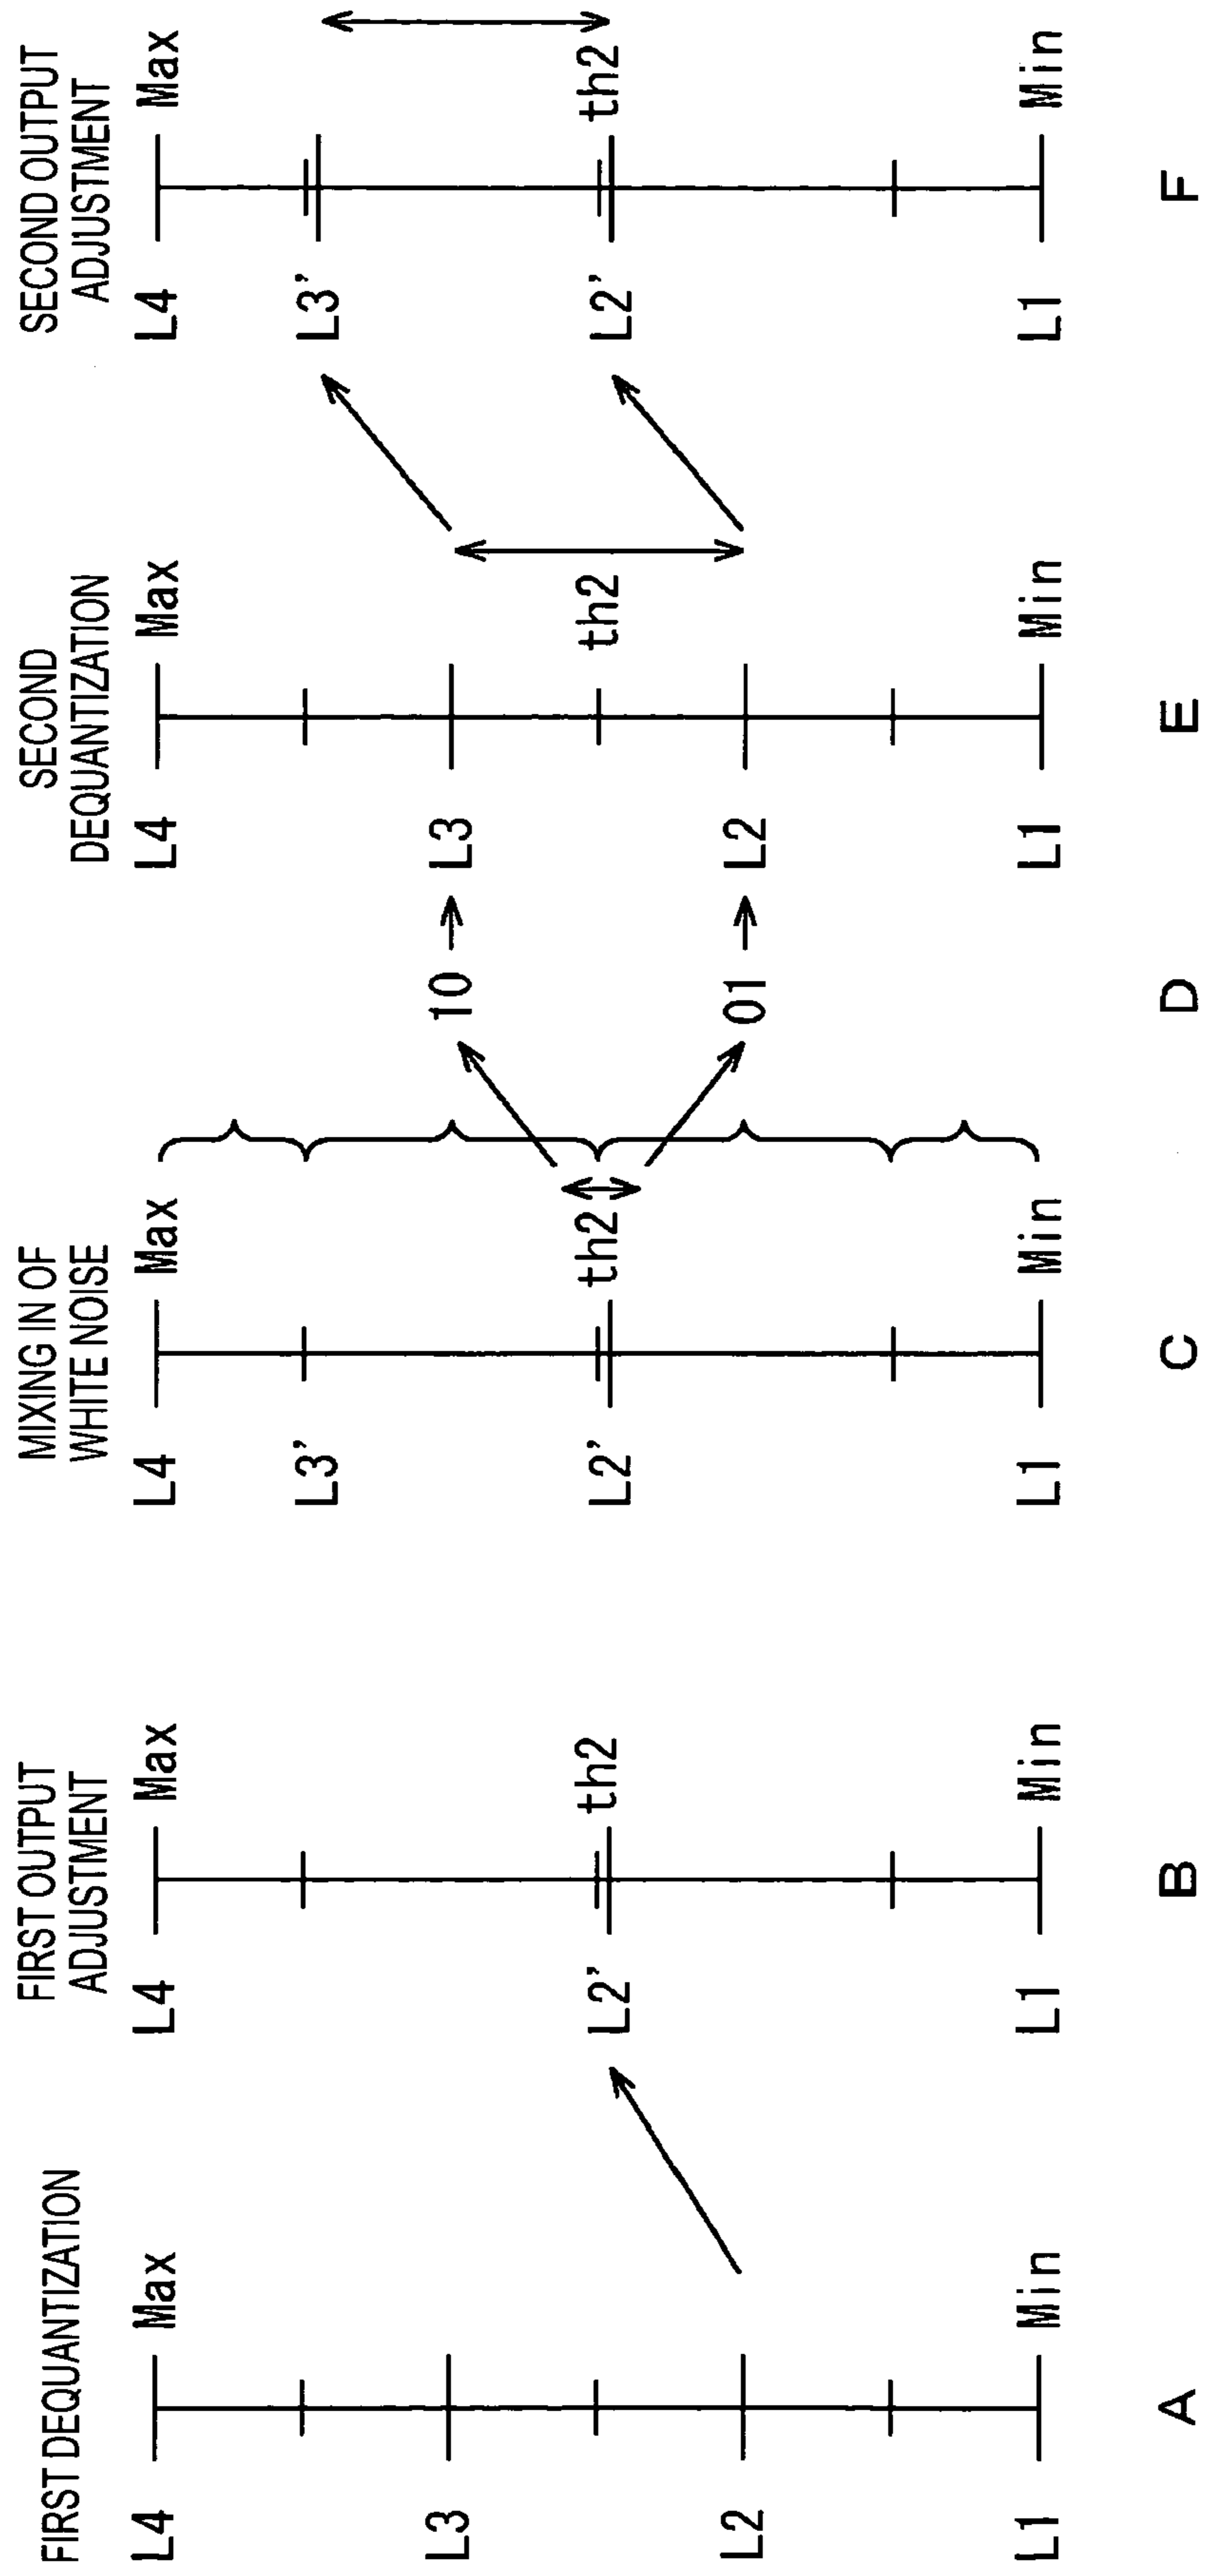 FIRST DEQUANTIZATION
L4 Max
L3
L2
L1 Min
A
FIRST OUTPUT
ADJUSTMENT
L4 Max
L2' th2
L1 Min
B
MIXING IN OF
WHITE NOISE
L4 Max
L3'
L2' th2
L1 Min
C
10
01
D
SECOND
DEQUANTIZATION
L4 Max
L3
th2
L2
L1 Min
E
SECOND OUTPUT
ADJUSTMENT
L4 Max
L3'
L2' th2
L1 Min
F